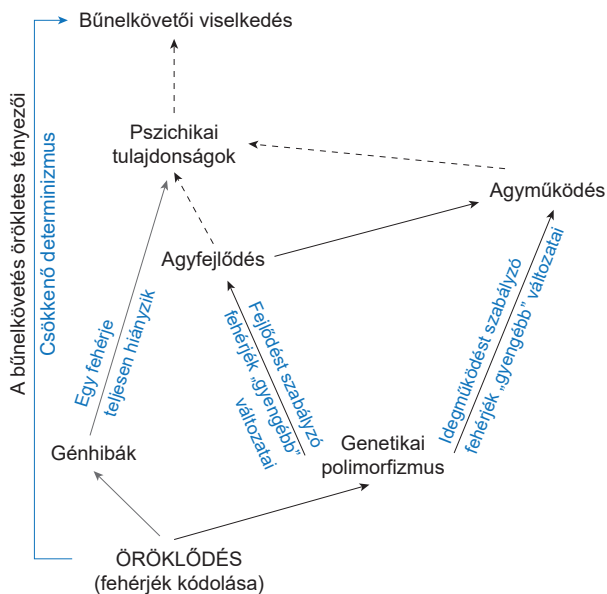 Bűnelkövetői viselkedés
A bűnelkövetés örökletes tényezői
Csökkenő determinizmus
Pszichikai
tulajdonságok
Agyműködés
Agyfejlődés
Egy fehérje
teljesen hiányzik
Fejlődést szabályzó
fehérjék „gyengébb”
változatai
Idegműködést szabályzó
fehérjék „gyengébb” változatai
Génhibák
Genetikai
polimorfizmus
ÖRÖKLŐDÉS
(fehérjék kódolása)